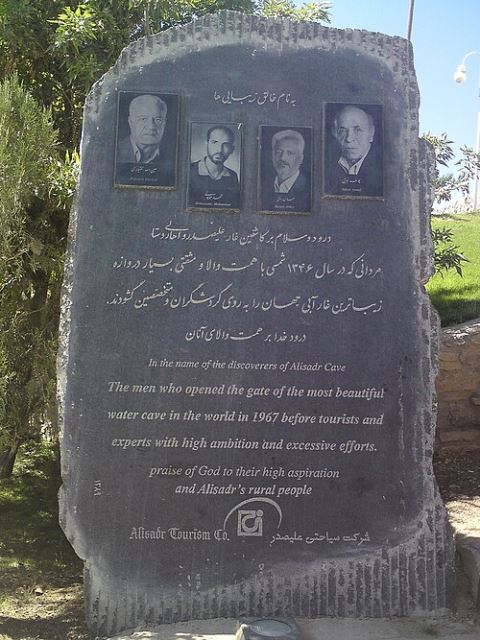 به نام خالق زیبایی ها
درود و سلام بر کاشفین غار علیصدر و اهالی روستا
مردانی که در سال ۱۳۴۶ شمسی با همت والا و مشقتی بسیار دروازه
زیباترین غار آبی جهان را به روی گردشگران و متخصصین گشودند.
درود خدا بر همت والای آنان
In the name of the discoverers of Alisadr Cave
The men who opened the gate of the most beautiful
water cave in the world in 1967 before tourists and
experts with high ambition and excessive efforts.
praise of God to their high aspiration
and Alisadr's rural people
۱۳۸۱
Alisadr Tourism Co.
شرکت سیاحتی علیصدر